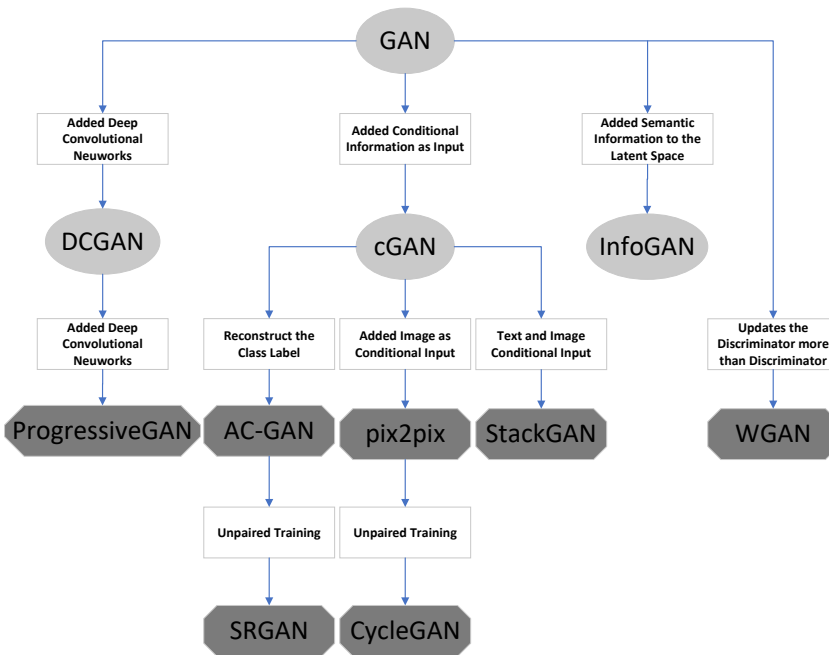 GAN
Added Deep
Convolutional
Neuworks
Added Conditional
Information as Input
Added Semantic
Information to the
Latent Space
DCGAN
cGAN
InfoGAN
Added Deep
Convolutional
Neuworks
Reconstruct the
Class Label
Added Image as
Conditional Input
Text and Image
Conditional Input
Updates the
Discriminator more
than Discriminator
ProgressiveGAN
AC-GAN
pix2pix
StackGAN
WGAN
Unpaired Training
Unpaired Training
SRGAN
CycleGAN